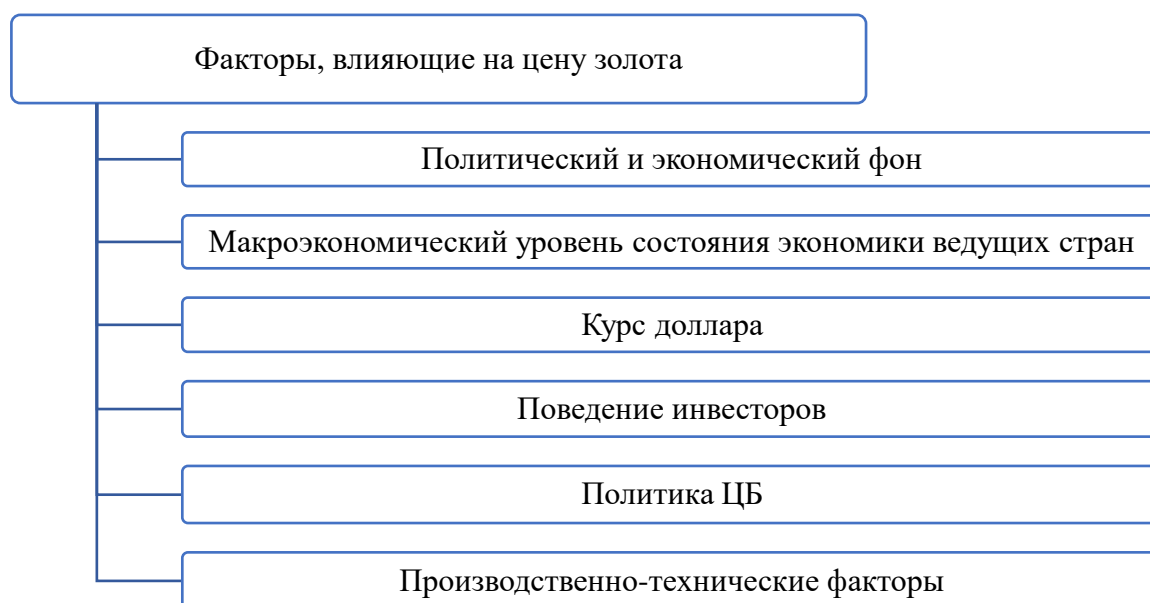 Факторы, влияющие на цену золота
Политический и экономический фон
Макроэкономический уровень состояния экономики ведущих стран
Курс доллара
Поведение инвесторов
Политика ЦБ
Производственно-технические факторы